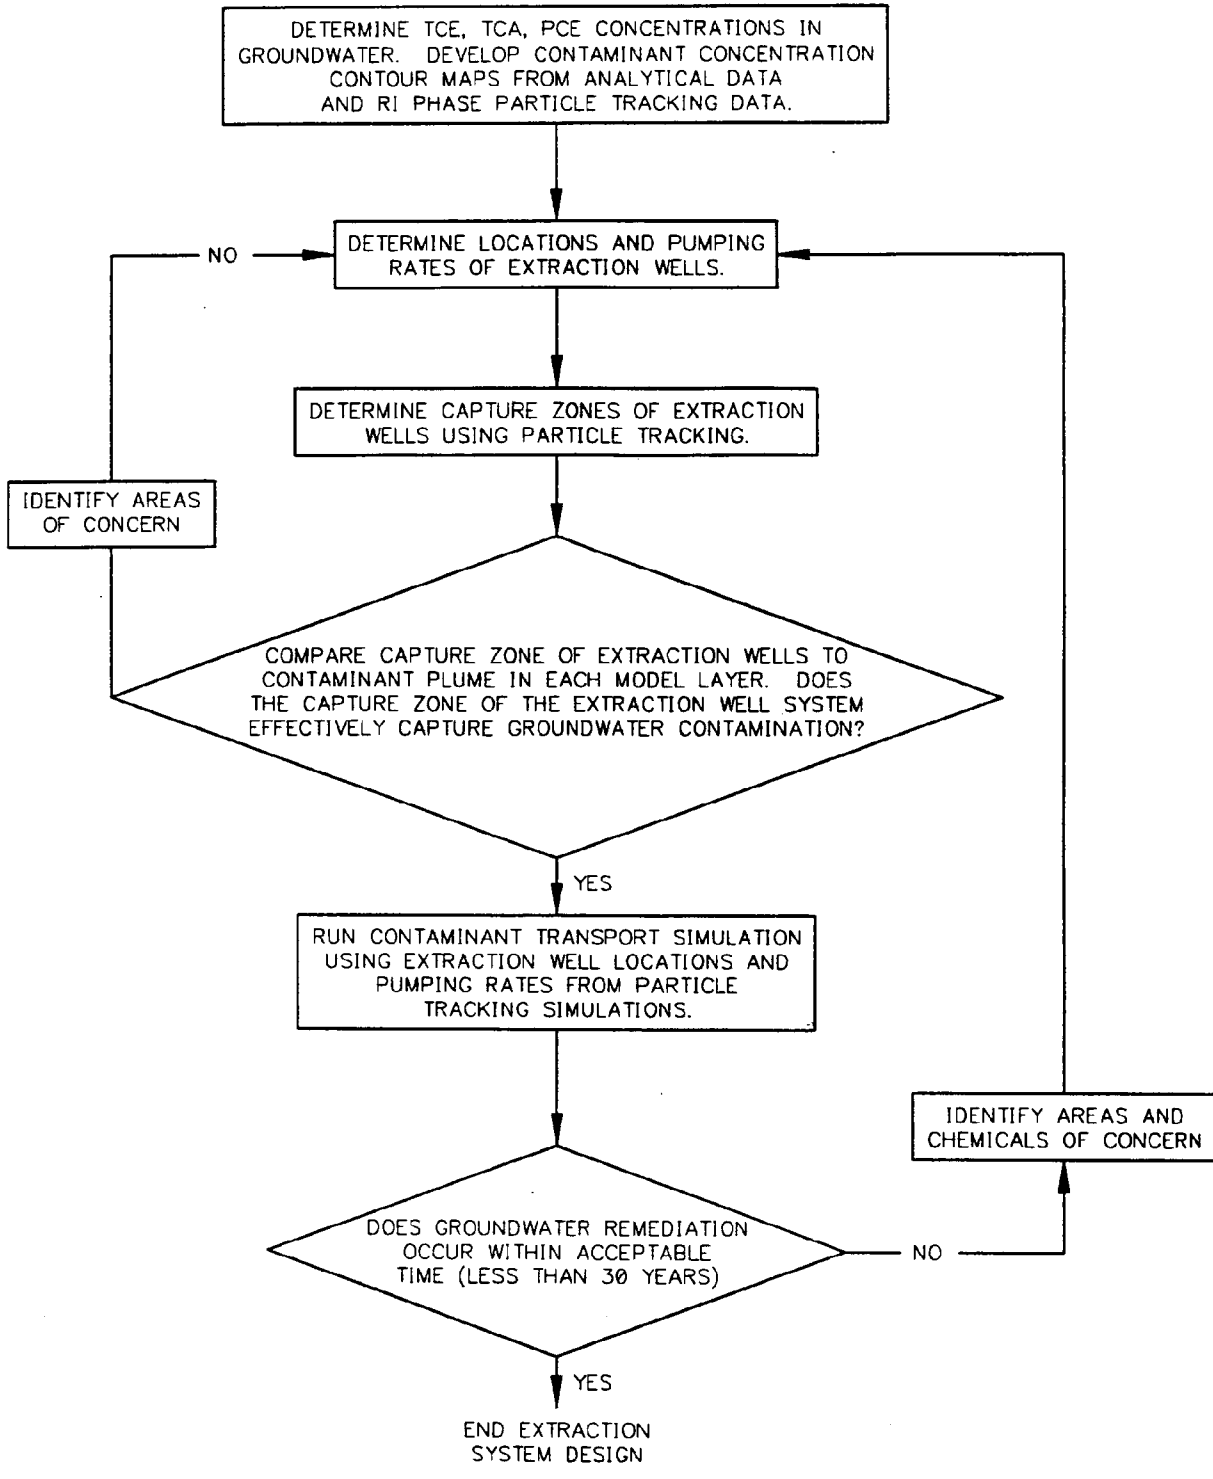 DETERMINE TCE, TCA, PCE CONCENTRATIONS IN
GROUNDWATER. DEVELOP CONTAMINANT CONCENTRATION
CONTOUR MAPS FROM ANALYTICAL DATA
AND RI PHASE PARTICLE TRACKING DATA.
NO
DETERMINE LOCATIONS AND PUMPING
RATES OF EXTRACTION WELLS.
DETERMINE CAPTURE ZONES OF EXTRACTION
WELLS USING PARTICLE TRACKING.
IDENTIFY AREAS
OF CONCERN
COMPARE CAPTURE ZONE OF EXTRACTION WELLS TO
CONTAMINANT PLUME IN EACH MODEL LAYER. DOES
THE CAPTURE ZONE OF THE EXTRACTION WELL SYSTEM
EFFECTIVELY CAPTURE GROUNDWATER CONTAMINATION?
YES
RUN CONTAMINANT TRANSPORT SIMULATION
USING EXTRACTION WELL LOCATIONS AND
PUMPING RATES FROM PARTICLE
TRACKING SIMULATIONS.
IDENTIFY AREAS AND
CHEMICALS OF CONCERN
DOES GROUNDWATER REMEDIATION
OCCUR WITHIN ACCEPTABLE
TIME (LESS THAN 30 YEARS)
NO
YES
END EXTRACTION
SYSTEM DESIGN